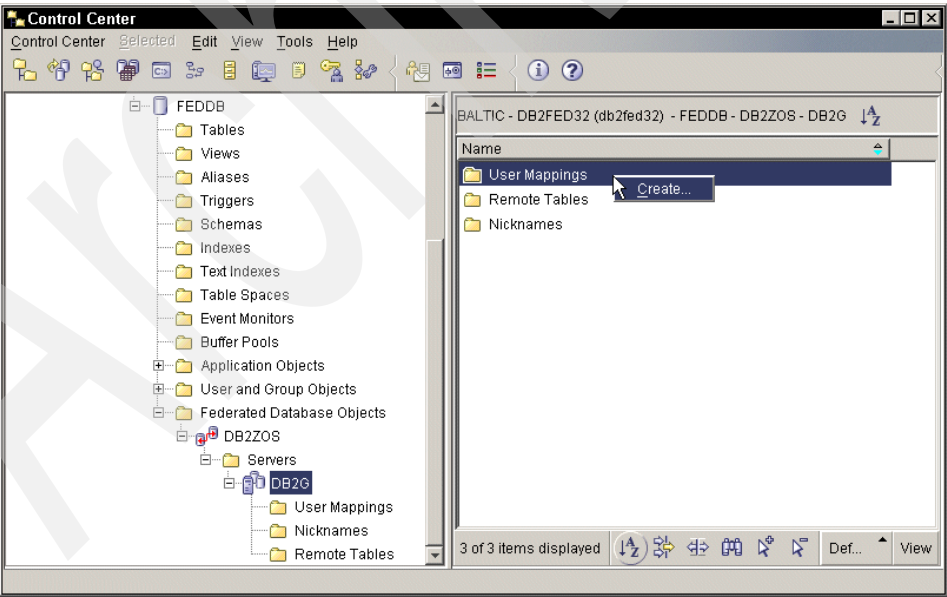 Control Center
Control Center Selected Edit View Tools Help
FEDDB
Tables
Views
Aliases
Triggers
Schemas
Indexes
Text Indexes
Table Spaces
Event Monitors
Buffer Pools
Application Objects
User and Group Objects
Federated Database Objects
DB2ZOS
Servers
DB2G
User Mappings
Nicknames
Remote Tables
BALTIC - DB2FED32 (db2fed32) - FEDDB - DB2ZOS - DB2G
Name
User Mappings
Create...
Remote Tables
Nicknames
3 of 3 items displayed Def... View